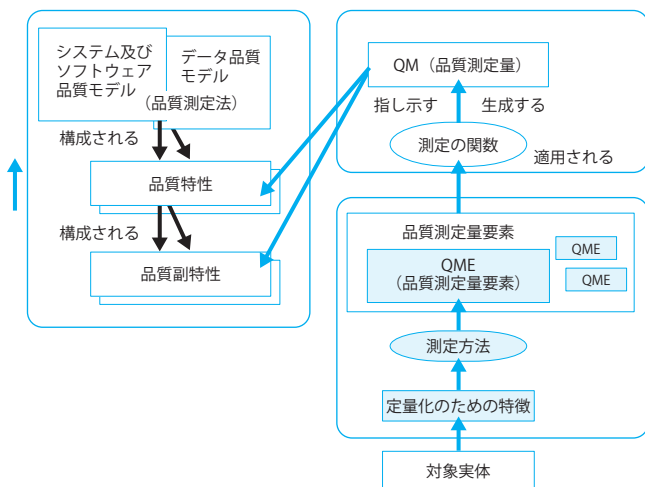 システム及び
ソフトウェア
品質モデル
データ品質
モデル
(品質測定法)
構成される
品質特性
構成される
品質副特性
QM(品質測定量)
指し示す
生成する
測定の関数
適用される
品質測定量要素
QME
(品質測定量要素)
QME
QME
測定方法
定量化のための特徴
対象実体